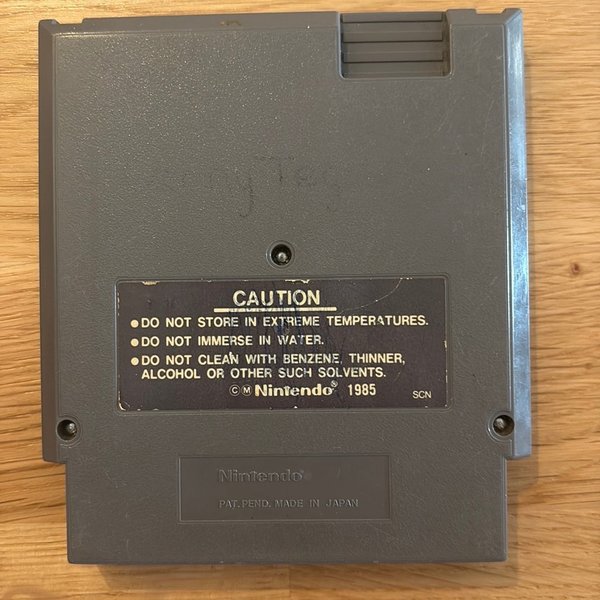 CAUTION
● DO NOT STORE IN EXTREME TEMPERATURES.
● DO NOT IMMERSE IN WATER.
● DO NOT CLEAN WITH BENZENE, THINNER,
ALCOHOL OR OTHER SUCH SOLVENTS.
©Ⓜ Nintendo® 1985
SCN
Nintendo®
PAT. PEND. MADE IN JAPAN